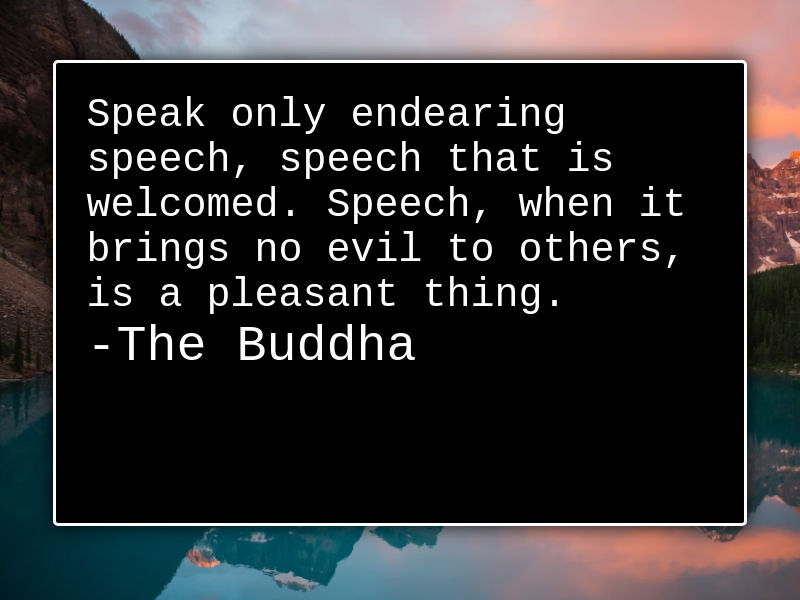 Speak only endearing
speech, speech that is
welcomed. Speech, when it
brings no evil to others,
is a pleasant thing.
-The Buddha